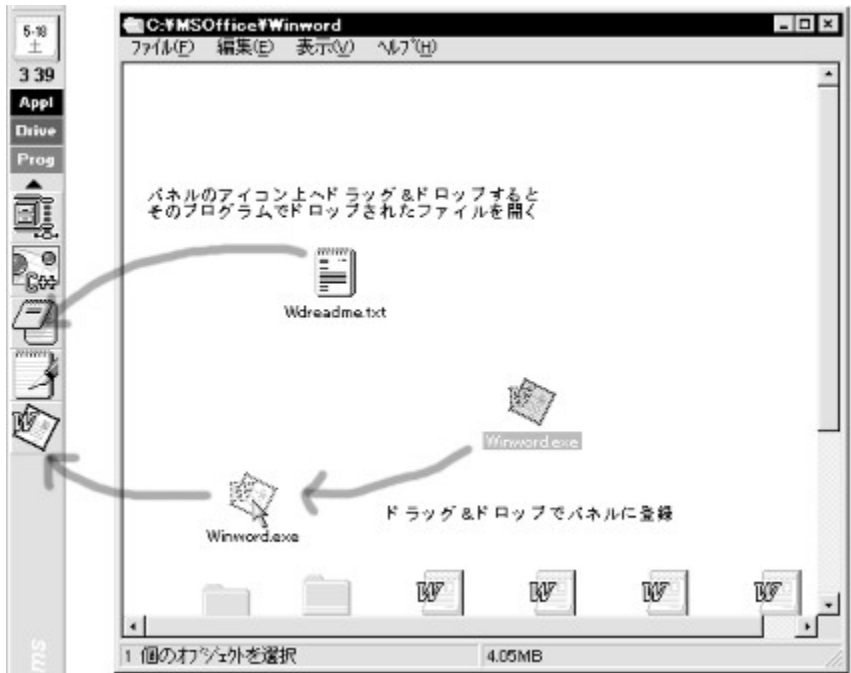 5-18
土
3 39
Appl
Drive
Prog
C++
W
ms
C:¥MSOffice¥Winword
ファイル(F) 編集(E) 表示(V) ヘルプ(H)
パネルのアイコン上へドラッグ&ドロップすると
そのプログラムでドロップされたファイルを開く
Wdreadme.txt
Winword.exe
Winword.exe
ドラッグ&ドロップでパネルに登録
W W W W
1 個のオブジェクトを選択 4.05MB